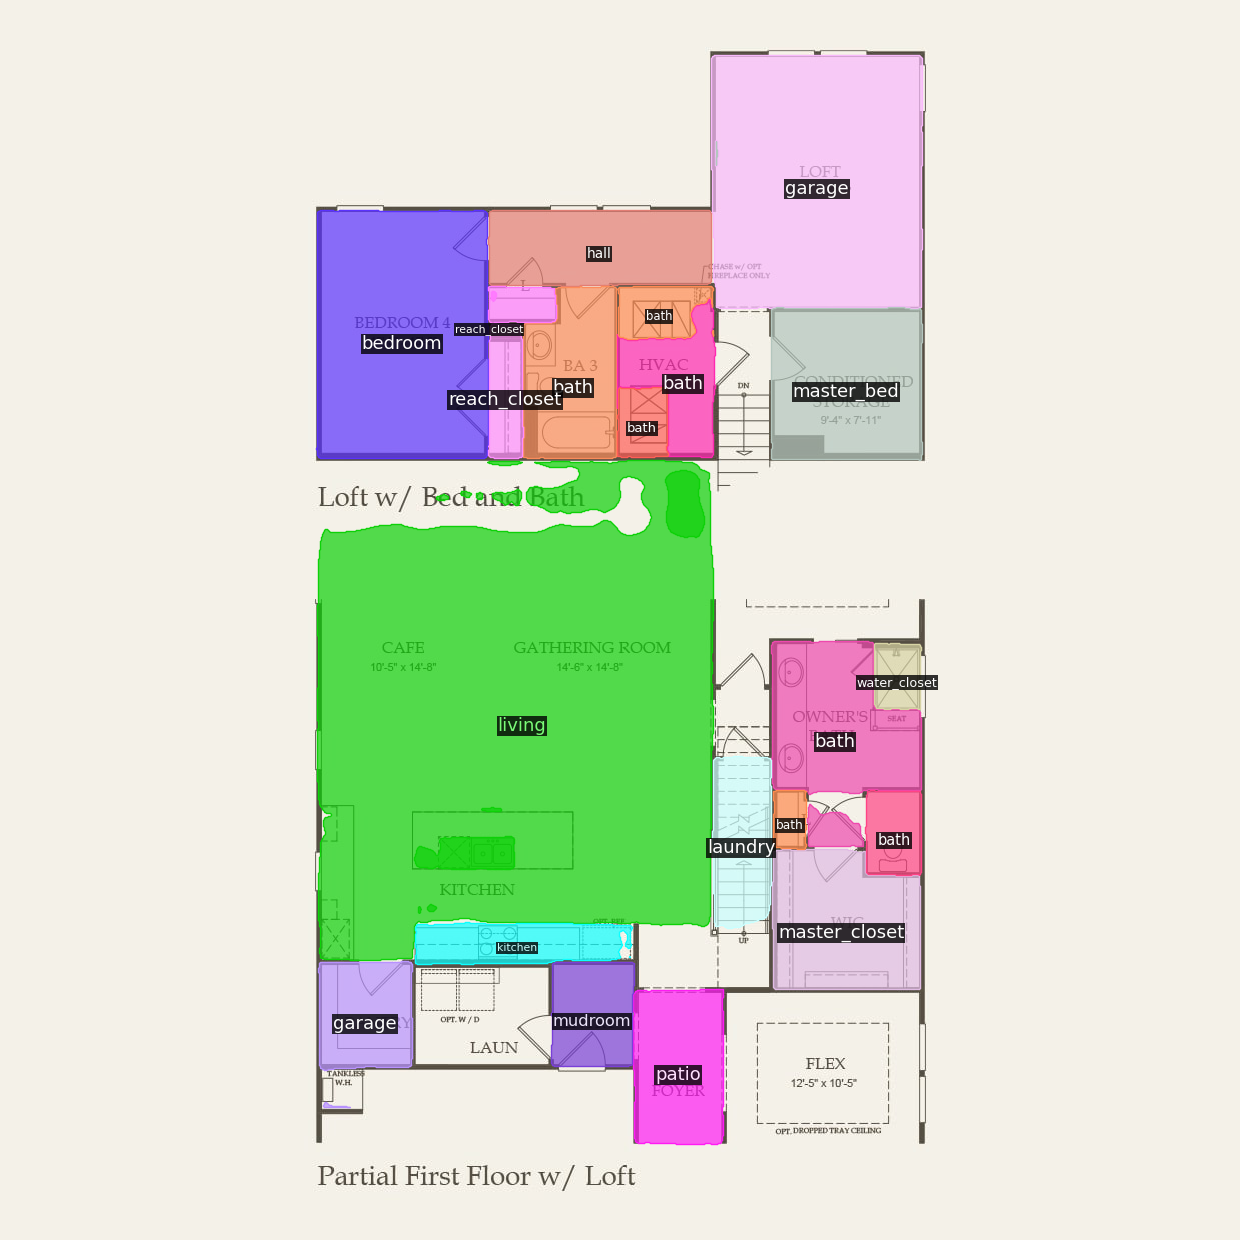 LOFT
garage
hall
CHASE w/ OPT
FIREPLACE ONLY
L
bath
BEDROOM 4
reach_closet
bedroom
BA 3
HVAC
bath
bath
CONDITIONED
master_bed
STORAGE
9'-4" x 7'-11"
DN
reach_closet
bath
Loft w/ Bed and Bath
CAFE
10'-5" x 14'-8"
GATHERING ROOM
14'-6" x 14'-8"
living
water_closet
OWNER'S
SEAT
bath
bath
bath
laundry
KITCHEN
OPT. REF.
kitchen
UP
WIC
master_closet
garage
OPT. W / D
LAUN
mudroom
TANKLESS
W.H.
patio
FOYER
FLEX
12'-5" x 10'-5"
OPT. DROPPED TRAY CEILING
Partial First Floor w/ Loft